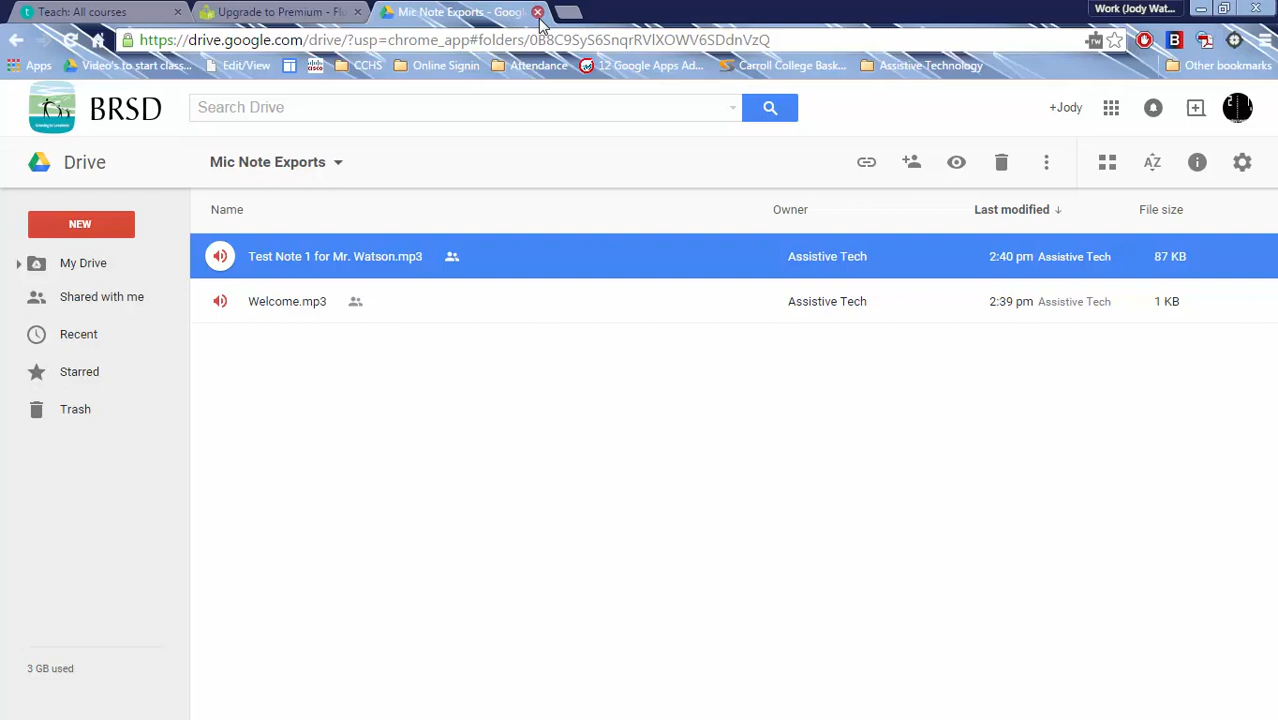 Teach: All courses
Upgrade to Premium - Flu
Mic Note Exports - Googl
Work (Jody Wat...
https://drive.google.com/drive/?usp=chrome_app#folders/0B8C9SyS6SnqrRVlXOWV6SDdnVzQ
Apps
Video's to start class...
Edit/View
CCHS
Online Signin
Attendance
12 Google Apps Ad...
Carroll College Bask...
Assistive Technology
Other bookmarks
BRSD
Search Drive
+Jody
Drive
Mic Note Exports
AZ
NEW
Name
Owner
Last modified
File size
My Drive
Test Note 1 for Mr. Watson.mp3
Assistive Tech
2:40 pm Assistive Tech
87 KB
Shared with me
Welcome.mp3
Assistive Tech
2:39 pm Assistive Tech
1 KB
Recent
Starred
Trash
3 GB used